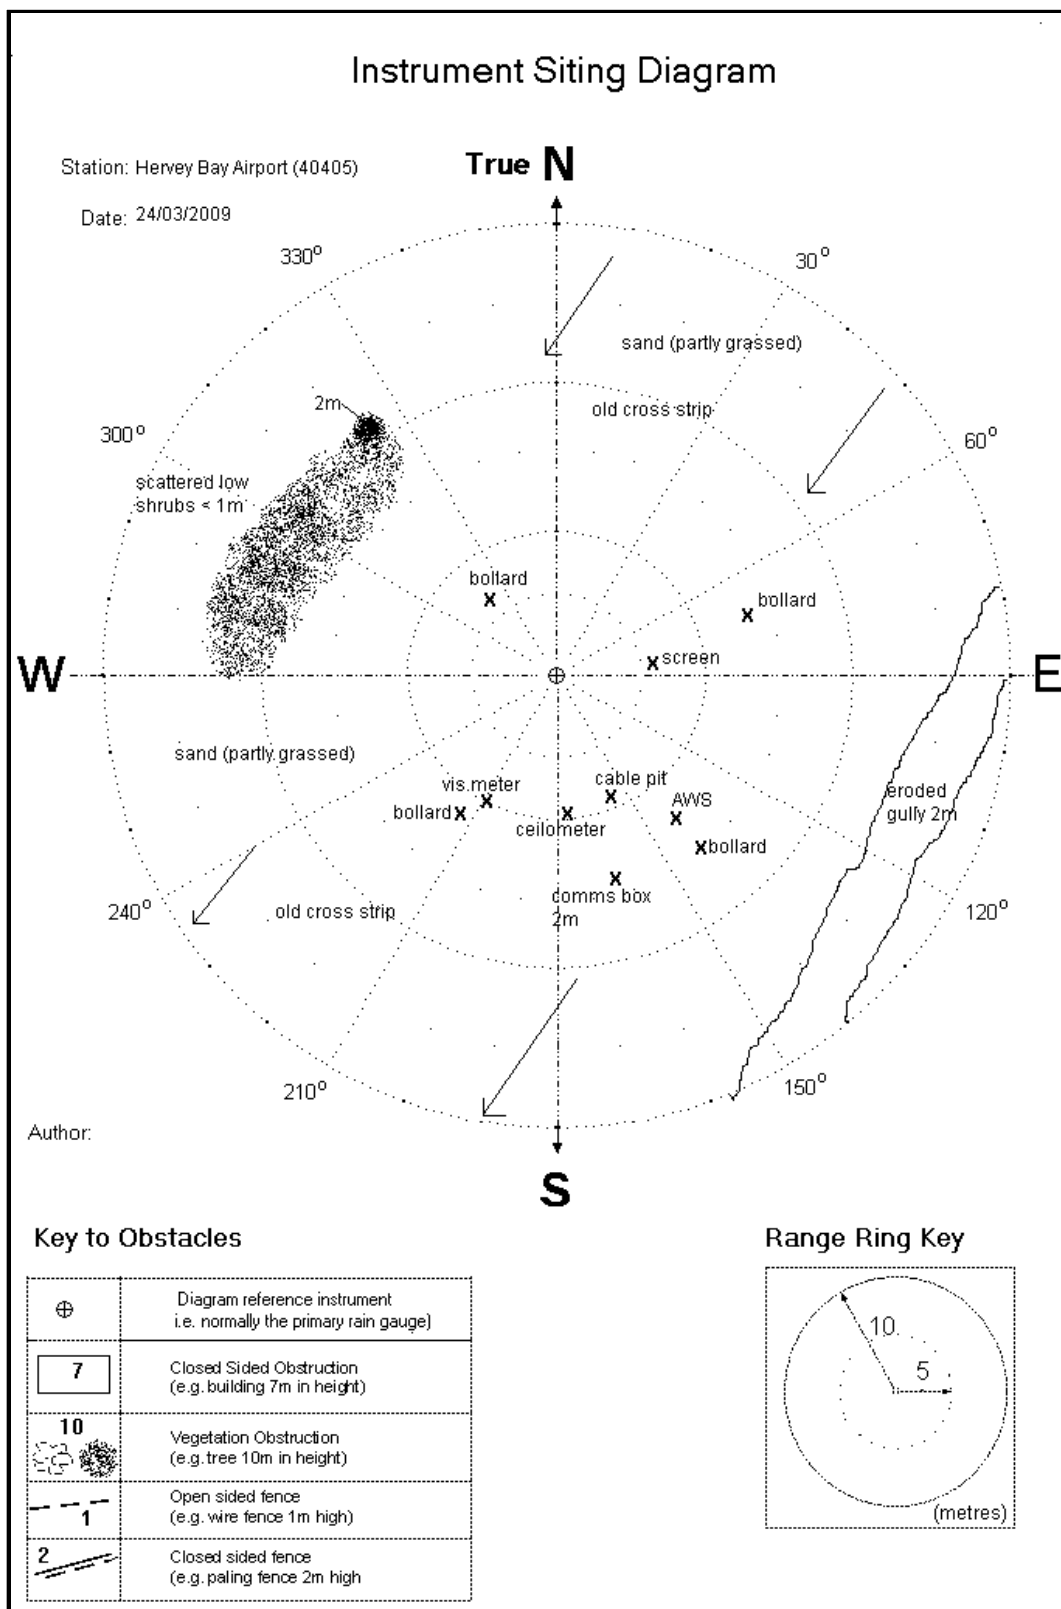 Instrument Siting Diagram
Station: Hervey Bay Airport (40405)
True N
Date: 24/03/2009
330°
30°
sand (partly grassed)
2m
old cross strip
300°
60°
scattered low
shrubs < 1m
bollard
bollard
screen
W
E
sand (partly grassed)
vis.meter
cable pit
eroded
gully 2m
bollard
AWS
ceilometer
bollard
comms box
2m
240°
old cross strip
120°
210°
150°
Author:
S
Key to Obstacles
Diagram reference instrument
i.e. normally the primary rain gauge)
7
Closed Sided Obstruction
(e.g. building 7m in height)
10
Vegetation Obstruction
(e.g. tree 10m in height)
1
Open sided fence
(e.g. wire fence 1m high)
2
Closed sided fence
(e.g. paling fence 2m high
Range Ring Key
10
5
(metres)